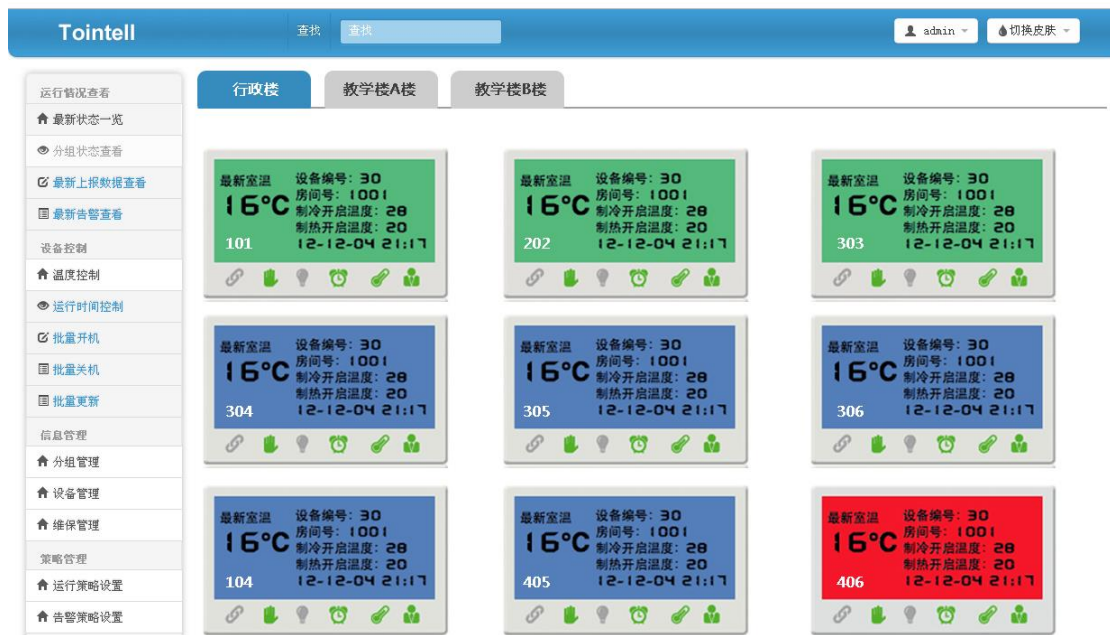 Tointell
查找
查找
admin
切换皮肤
运行情况查看
最新状态一览
分组状态查看
最新上报数据查看
最新告警查看
设备控制
温度控制
运行时间控制
批量开机
批量关机
批量更新
信息管理
分组管理
设备管理
维保管理
策略管理
运行策略设置
告警策略设置
行政楼
教学楼A楼
教学楼B楼
最新室温
16°C
101
设备编号：30
房间号：1001
制冷开启温度：28
制热开启温度：20
12-12-04 21:17
最新室温
16°C
202
设备编号：30
房间号：1001
制冷开启温度：28
制热开启温度：20
12-12-04 21:17
最新室温
16°C
303
设备编号：30
房间号：1001
制冷开启温度：28
制热开启温度：20
12-12-04 21:17
最新室温
16°C
304
设备编号：30
房间号：1001
制冷开启温度：28
制热开启温度：20
12-12-04 21:17
最新室温
16°C
305
设备编号：30
房间号：1001
制冷开启温度：28
制热开启温度：20
12-12-04 21:17
最新室温
16°C
306
设备编号：30
房间号：1001
制冷开启温度：28
制热开启温度：20
12-12-04 21:17
最新室温
16°C
104
设备编号：30
房间号：1001
制冷开启温度：28
制热开启温度：20
12-12-04 21:17
最新室温
16°C
405
设备编号：30
房间号：1001
制冷开启温度：28
制热开启温度：20
12-12-04 21:17
最新室温
16°C
406
设备编号：30
房间号：1001
制冷开启温度：28
制热开启温度：20
12-12-04 21:17